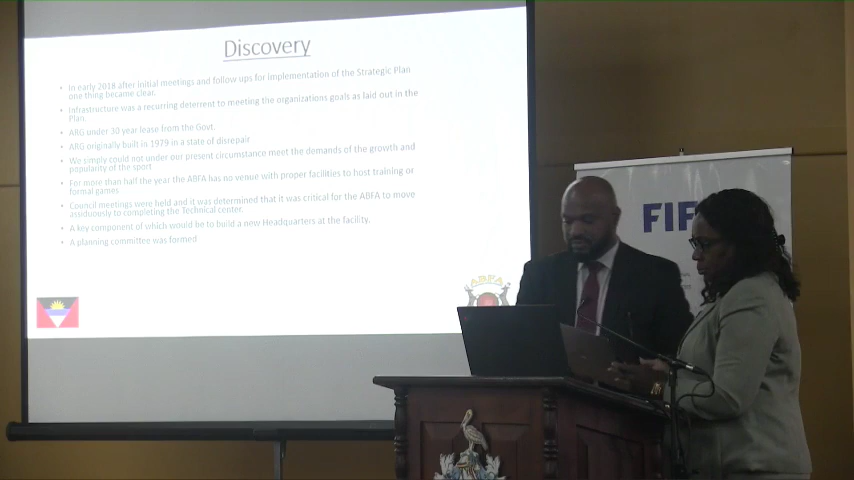 Discovery
In early 2018 after initial meetings and follow ups for implementation of the Strategic Plan
one thing became clear.
Infrastructure was a recurring deterrent to meeting the organizations goals as laid out in the
Plan.
ARG under 30 year lease from the Govt.
ARG originally built in 1979 in a state of disrepair
We simply could not under our present circumstance meet the demands of the growth and
popularity of the sport
For more than half the year the ABFA has no venue with proper facilities to host training or
formal games
Council meetings were held and it was determined that it was critical for the ABFA to move
assiduously to completing the Technical center.
A key component of which would be to build a new Headquarters at the facility.
A planning committee was formed
ABFA
FIF